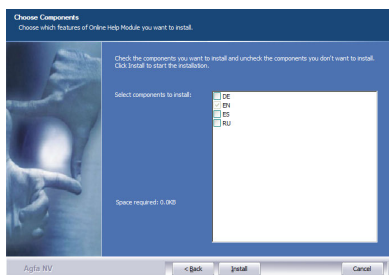 Choose Components
Choose which features of Online Help Module you want to install.
Check the components you want to install and uncheck the components you don't want to install.
Click Install to start the installation.
Select components to install:
DE
EN
ES
RU
Space required: 0.0KB
Agfa NV
< Back
Install
Cancel